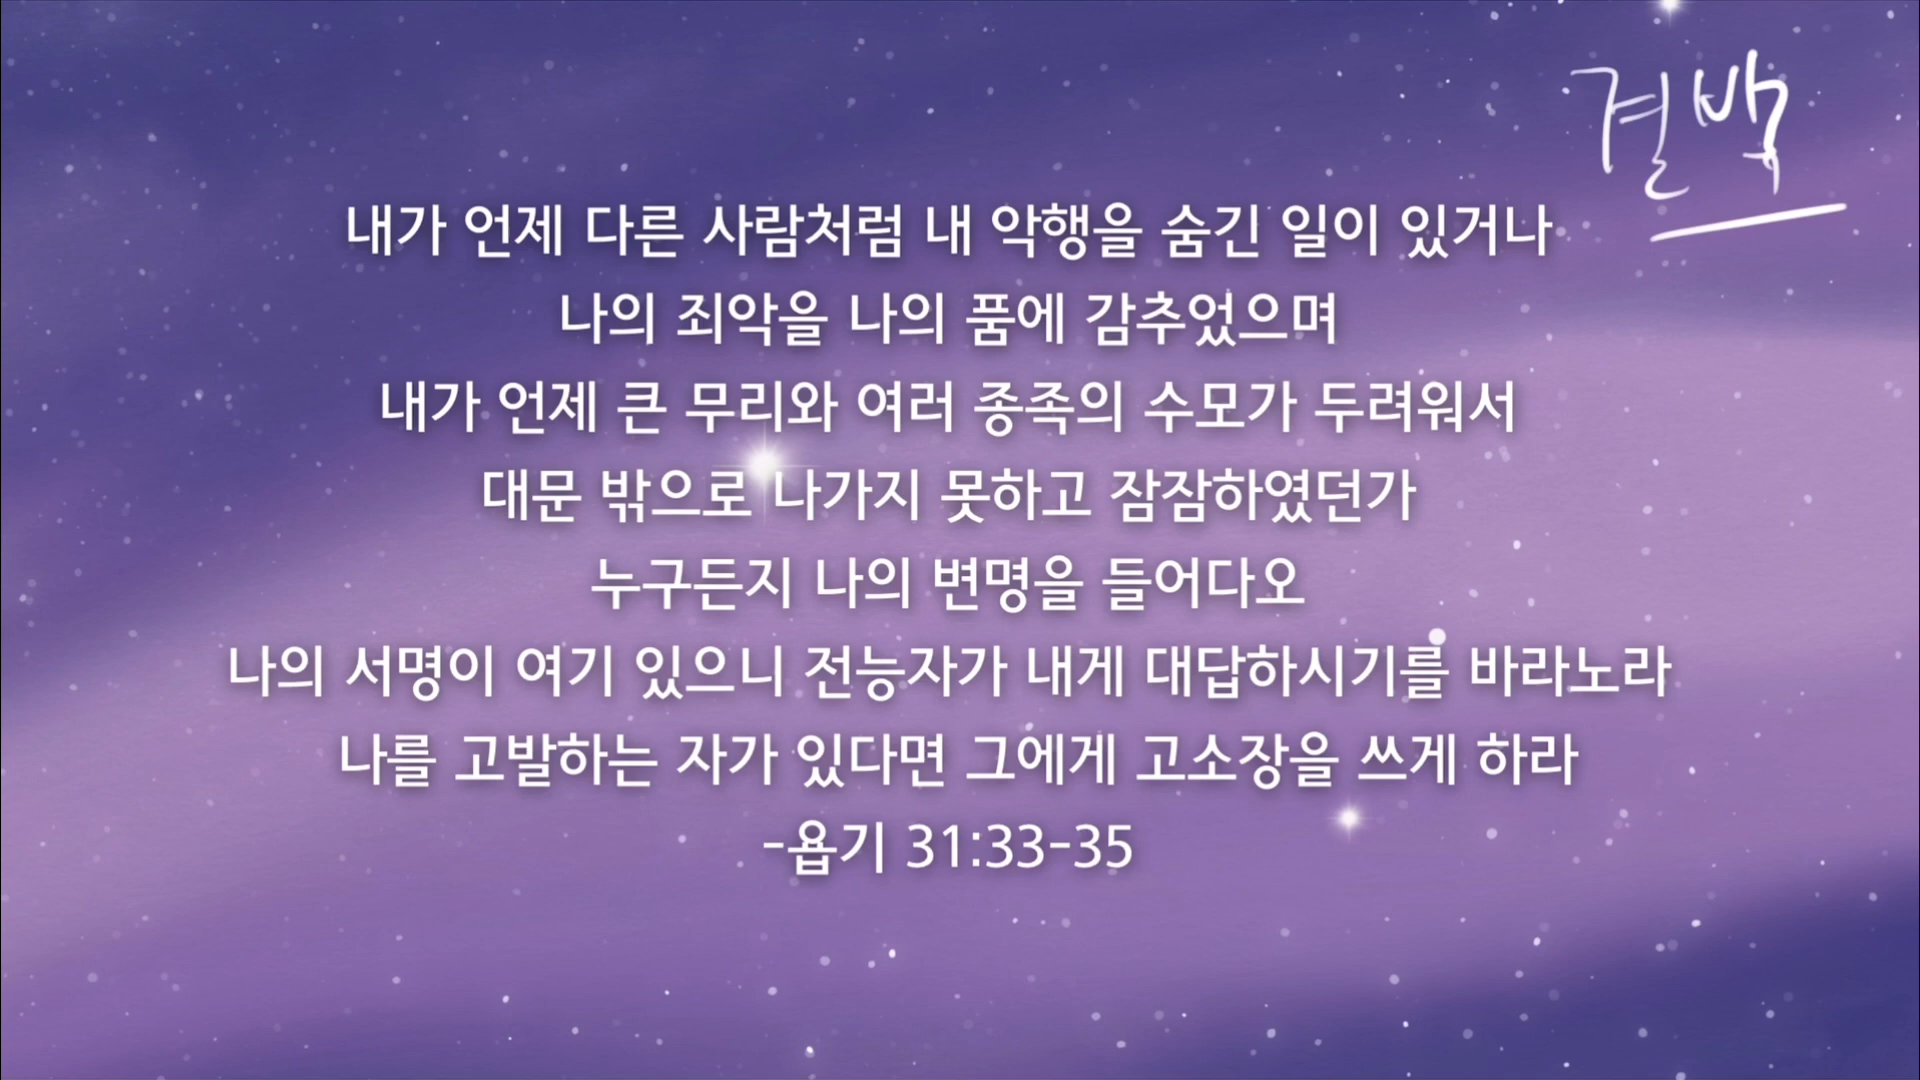 결백
내가 언제 다른 사람처럼 내 악행을 숨긴 일이 있거나
나의 죄악을 나의 품에 감추었으며
내가 언제 큰 무리와 여러 종족의 수모가 두려워서
대문 밖으로 나가지 못하고 잠잠하였던가
누구든지 나의 변명을 들어다오
나의 서명이 여기 있으니 전능자가 내게 대답하시기를 바라노라
나를 고발하는 자가 있다면 그에게 고소장을 쓰게 하라
-욥기 31:33-35